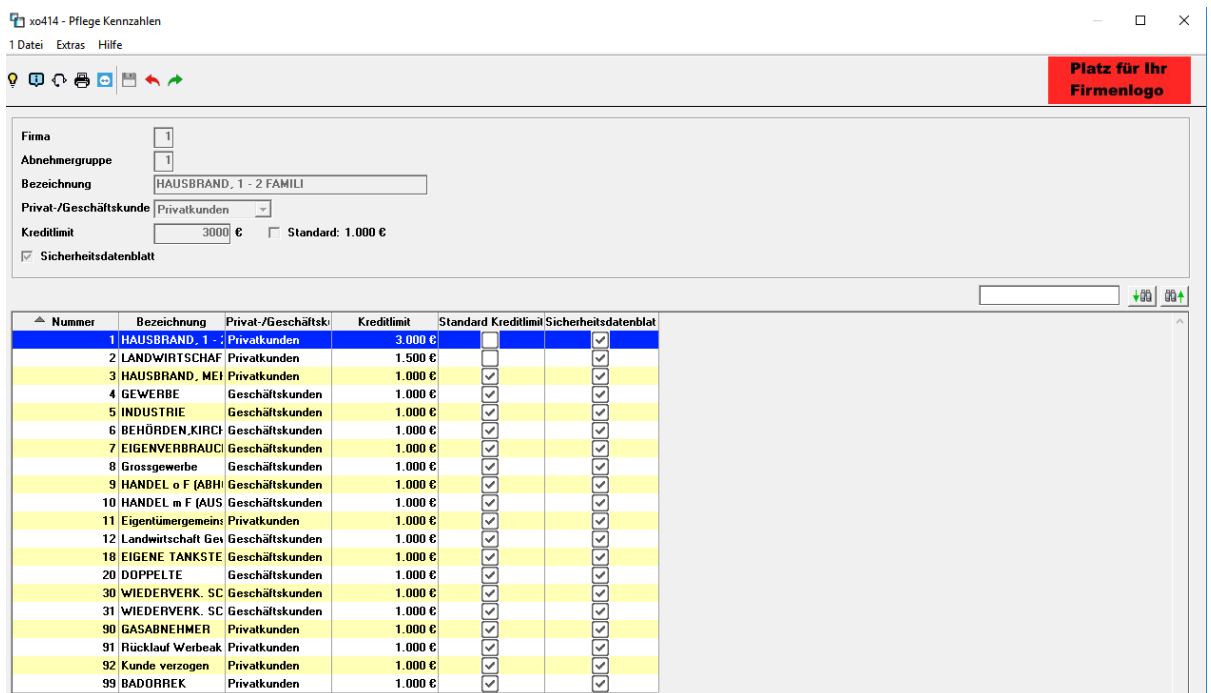 xo414 - Pflege Kennzahlen
1 Datei Extras Hilfe
Platz für Ihr
Firmenlogo
Firma 1
Abnehmergruppe 1
Bezeichnung HAUSBRAND, 1 - 2 FAMILI
Privat-/Geschäftskunde Privatkunden
Kreditlimit 3000 € Standard: 1.000 €
Sicherheitsdatenblatt
Nummer Bezeichnung Privat-/Geschäftsk Kreditlimit Standard Kreditlimit Sicherheitsdatenblat
1 HAUSBRAND, 1 - Privatkunden 3.000 €
2 LANDWIRTSCHAF Privatkunden 1.500 €
3 HAUSBRAND, MEH Privatkunden 1.000 €
4 GEWERBE Geschäftskunden 1.000 €
5 INDUSTRIE Geschäftskunden 1.000 €
6 BEHÖRDEN,KIRCH Geschäftskunden 1.000 €
7 EIGENVERBRAUCH Geschäftskunden 1.000 €
8 Grossgewerbe Geschäftskunden 1.000 €
9 HANDEL o F (ABH Geschäftskunden 1.000 €
10 HANDEL m F (AUS Geschäftskunden 1.000 €
11 Eigentümergemeins Privatkunden 1.000 €
12 Landwirtschaft Gew Geschäftskunden 1.000 €
18 EIGENE TANKSTE Geschäftskunden 1.000 €
20 DOPPELTE Geschäftskunden 1.000 €
30 WIEDERVERK. SC Geschäftskunden 1.000 €
31 WIEDERVERK. SC Geschäftskunden 1.000 €
90 GASABNEHMER Privatkunden 1.000 €
91 Rücklauf Werbeak Privatkunden 1.000 €
92 Kunde verzogen Privatkunden 1.000 €
99 BADORREK Privatkunden 1.000 €